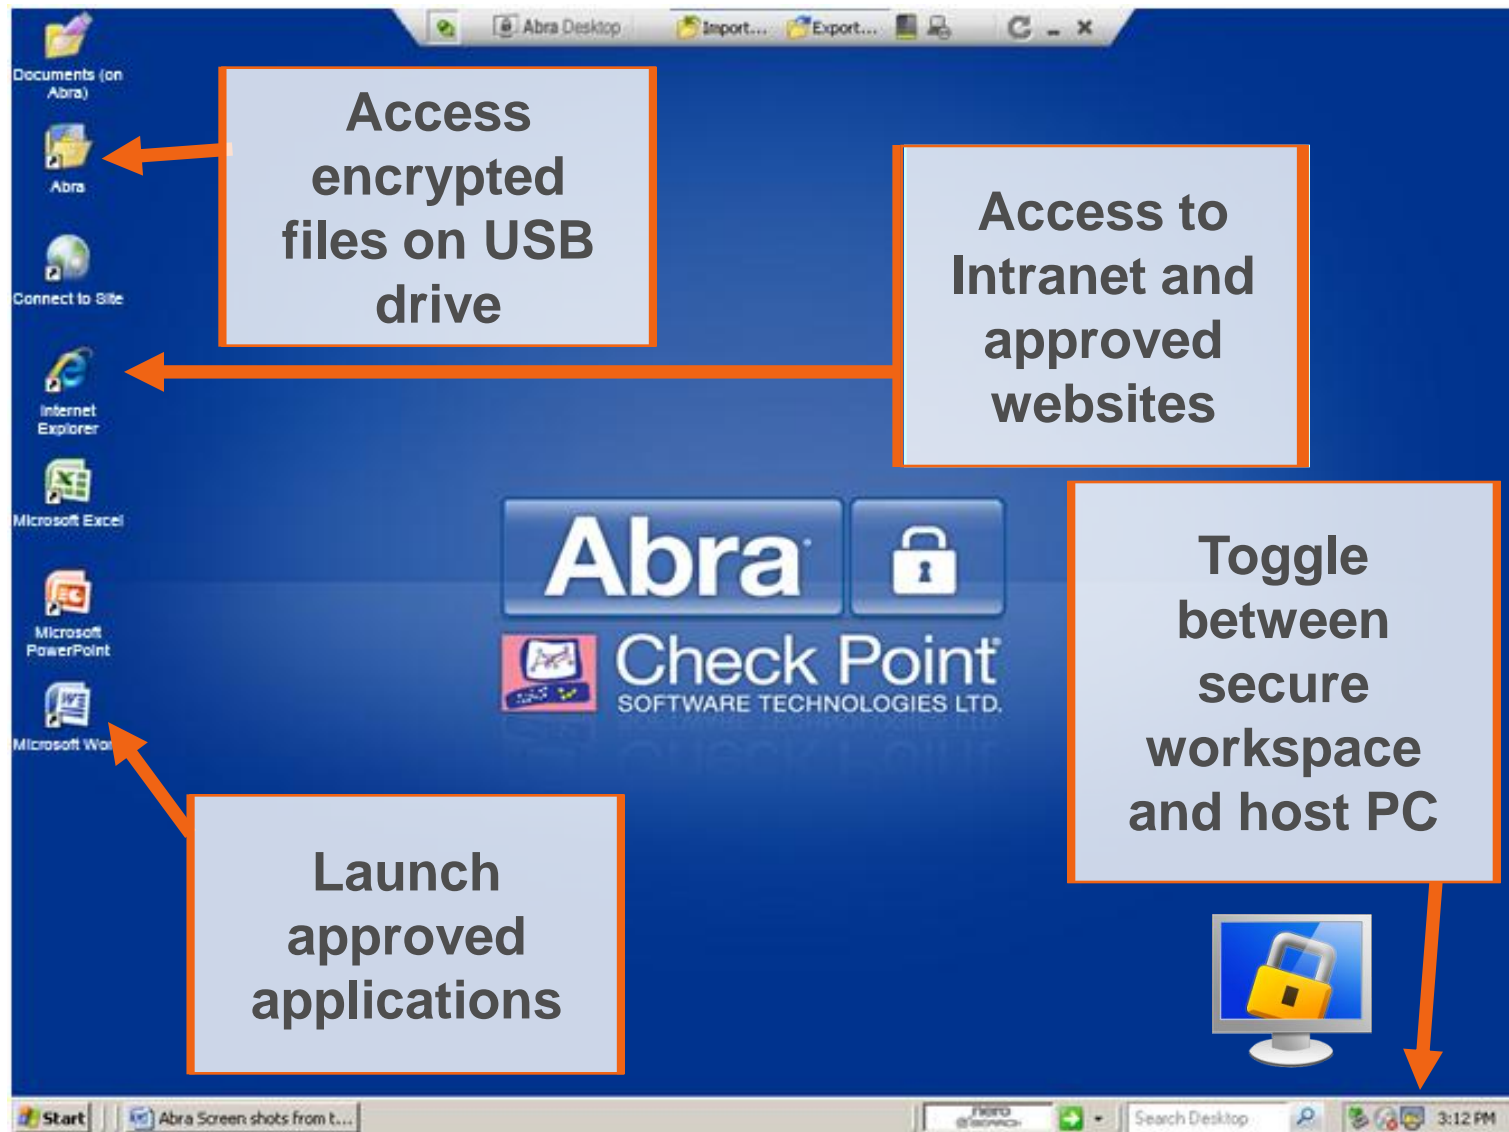 Abra Desktop
Import...
Export...
Documents (on
Abra)
Abra
Connect to Site
Internet
Explorer
Microsoft Excel
Microsoft
PowerPoint
Microsoft Wor
Access
encrypted
files on USB
drive
Access to
Intranet and
approved
websites
Abra
Check Point
SOFTWARE TECHNOLOGIES LTD.
Toggle
between
secure
workspace
and host PC
Launch
approved
applications
Start
Abra Screen shots from t...
nero
SEARCH
Search Desktop
3:12 PM